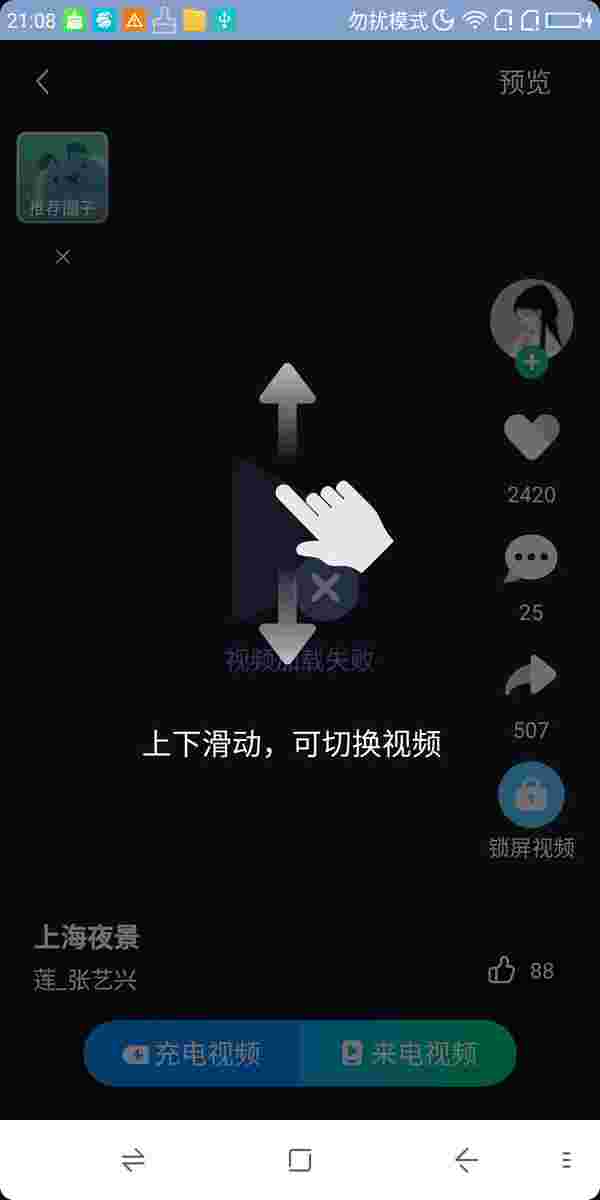 21:08
勿扰模式
预览
推荐圈子
2420
视频加载失败
25
507
上下滑动，可切换视频
锁屏视频
上海夜景
莲_张艺兴
88
充电视频
来电视频